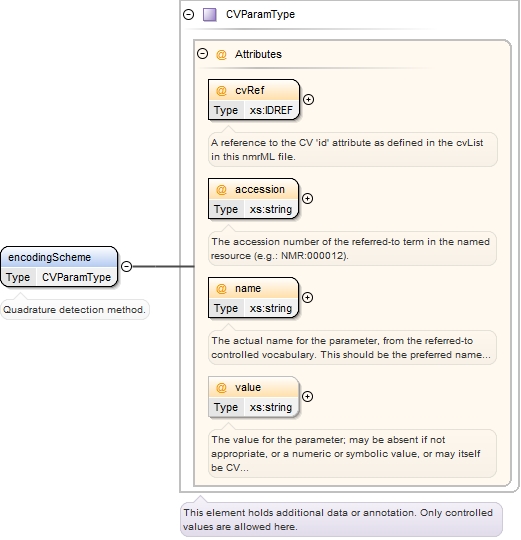 CVParamType
@ Attributes
@ cvRef
Type xs:IDREF
A reference to the CV 'id' attribute as defined in the cvList
in this nmrML file.
@ accession
Type xs:string
The accession number of the referred-to term in the named
resource (e.g.: NMR:000012).
encodingScheme
Type CVParamType
Quadrature detection method.
@ name
Type xs:string
The actual name for the parameter, from the referred-to
controlled vocabulary. This should be the preferred name...
@ value
Type xs:string
The value for the parameter; may be absent if not
appropriate, or a numeric or symbolic value, or may itself
be CV...
This element holds additional data or annotation. Only controlled
values are allowed here.